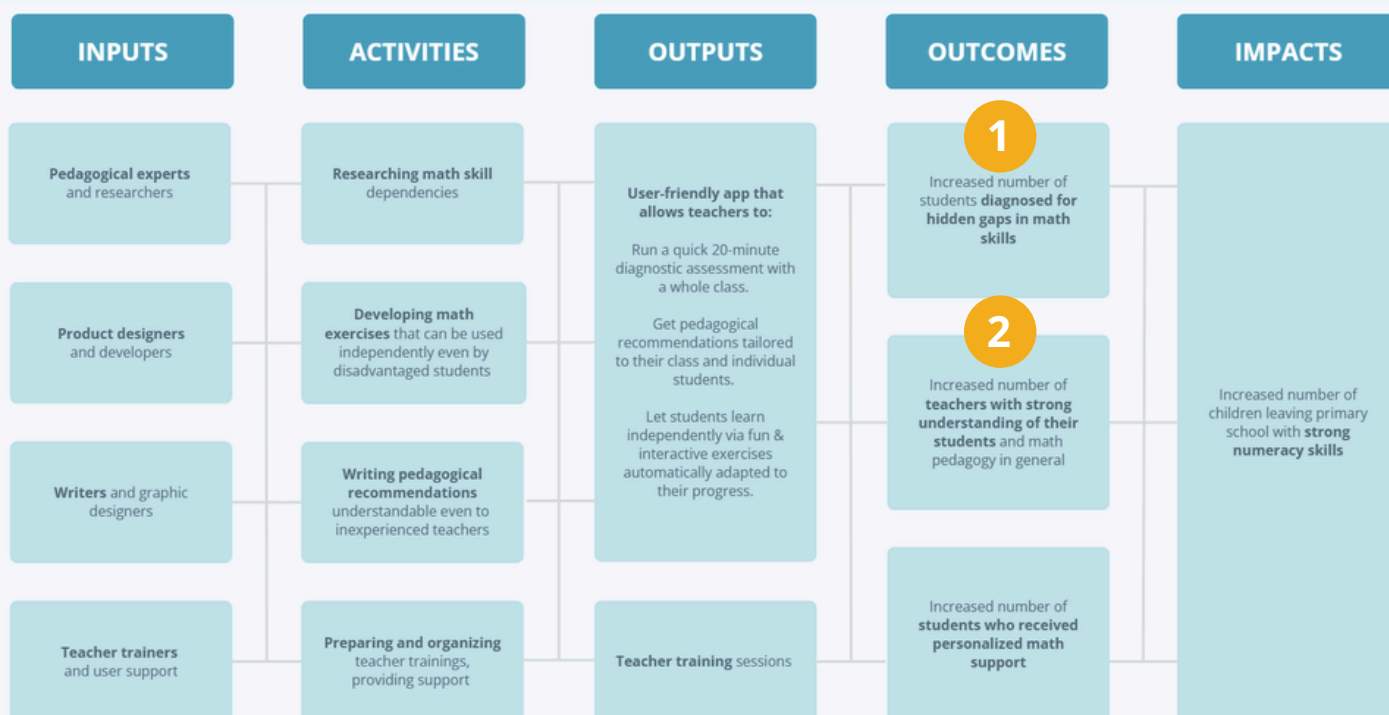 INPUTS
ACTIVITIES
OUTPUTS
OUTCOMES
IMPACTS
Pedagogical experts
and researchers
Product designers
and developers
Writers and graphic
designers
Teacher trainers
and user support
Researching math skill
dependencies
Developing math
exercises that can be used
independently even by
disadvantaged students
Writing pedagogical
recommendations
understandable even to
inexperienced teachers
Preparing and organizing
teacher trainings,
providing support
User-friendly app that
allows teachers to:
Run a quick 20-minute
diagnostic assessment with
a whole class.
Get pedagogical
recommendations tailored
to their class and individual
students.
Let students learn
independently via fun &
interactive exercises
automatically adapted to
their progress.
Teacher training sessions
1
Increased number of
students diagnosed for
hidden gaps in math
skills
2
Increased number of
teachers with strong
understanding of their
students and math
pedagogy in general
Increased number of
students who received
personalized math
support
Increased number of
children leaving primary
school with strong
numeracy skills